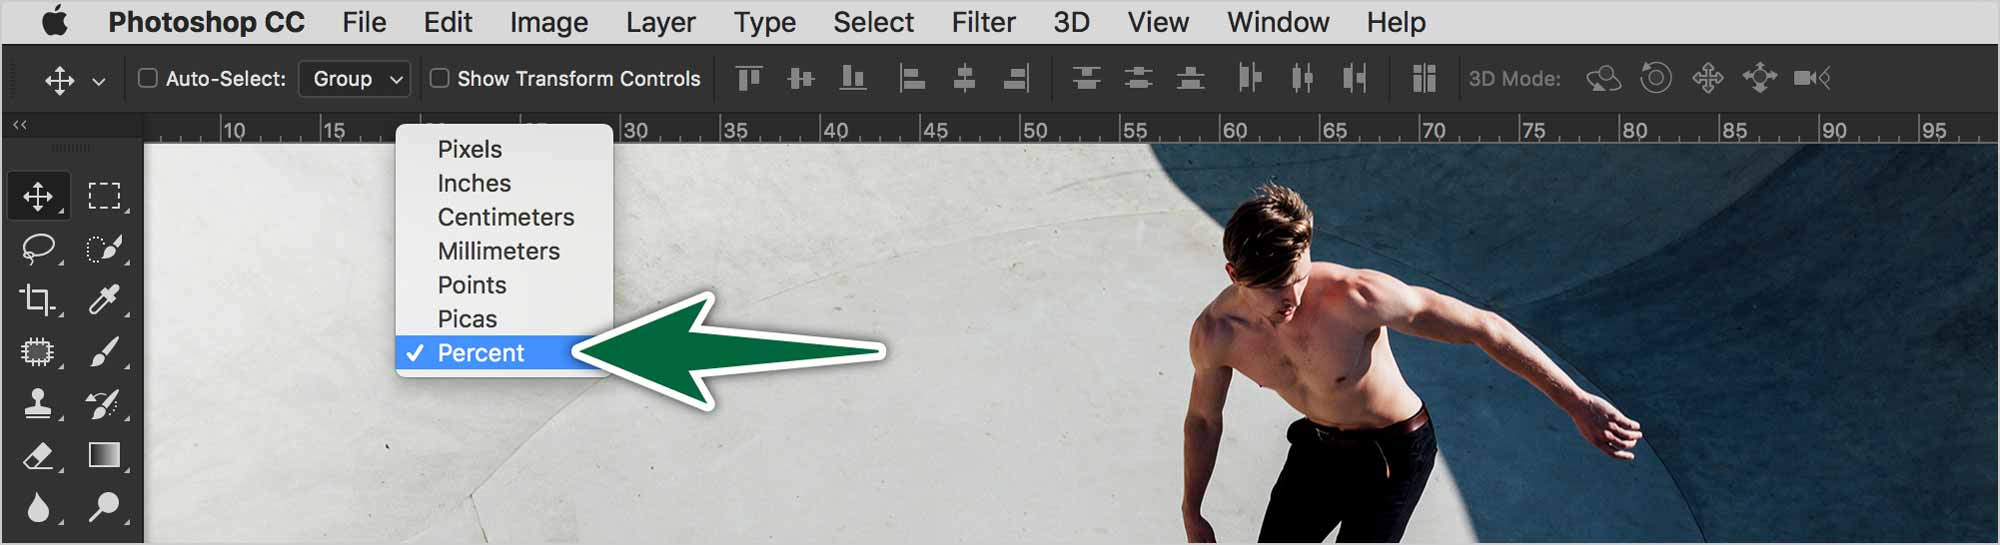 Photoshop CC File Edit Image Layer Type Select Filter 3D View Window Help
Auto-Select: Group Show Transform Controls 3D Mode:
10 15 30 35 40 45 50 55 60 65 70 75 80 85 90 95
Pixels
Inches
Centimeters
Millimeters
Points
Picas
Percent